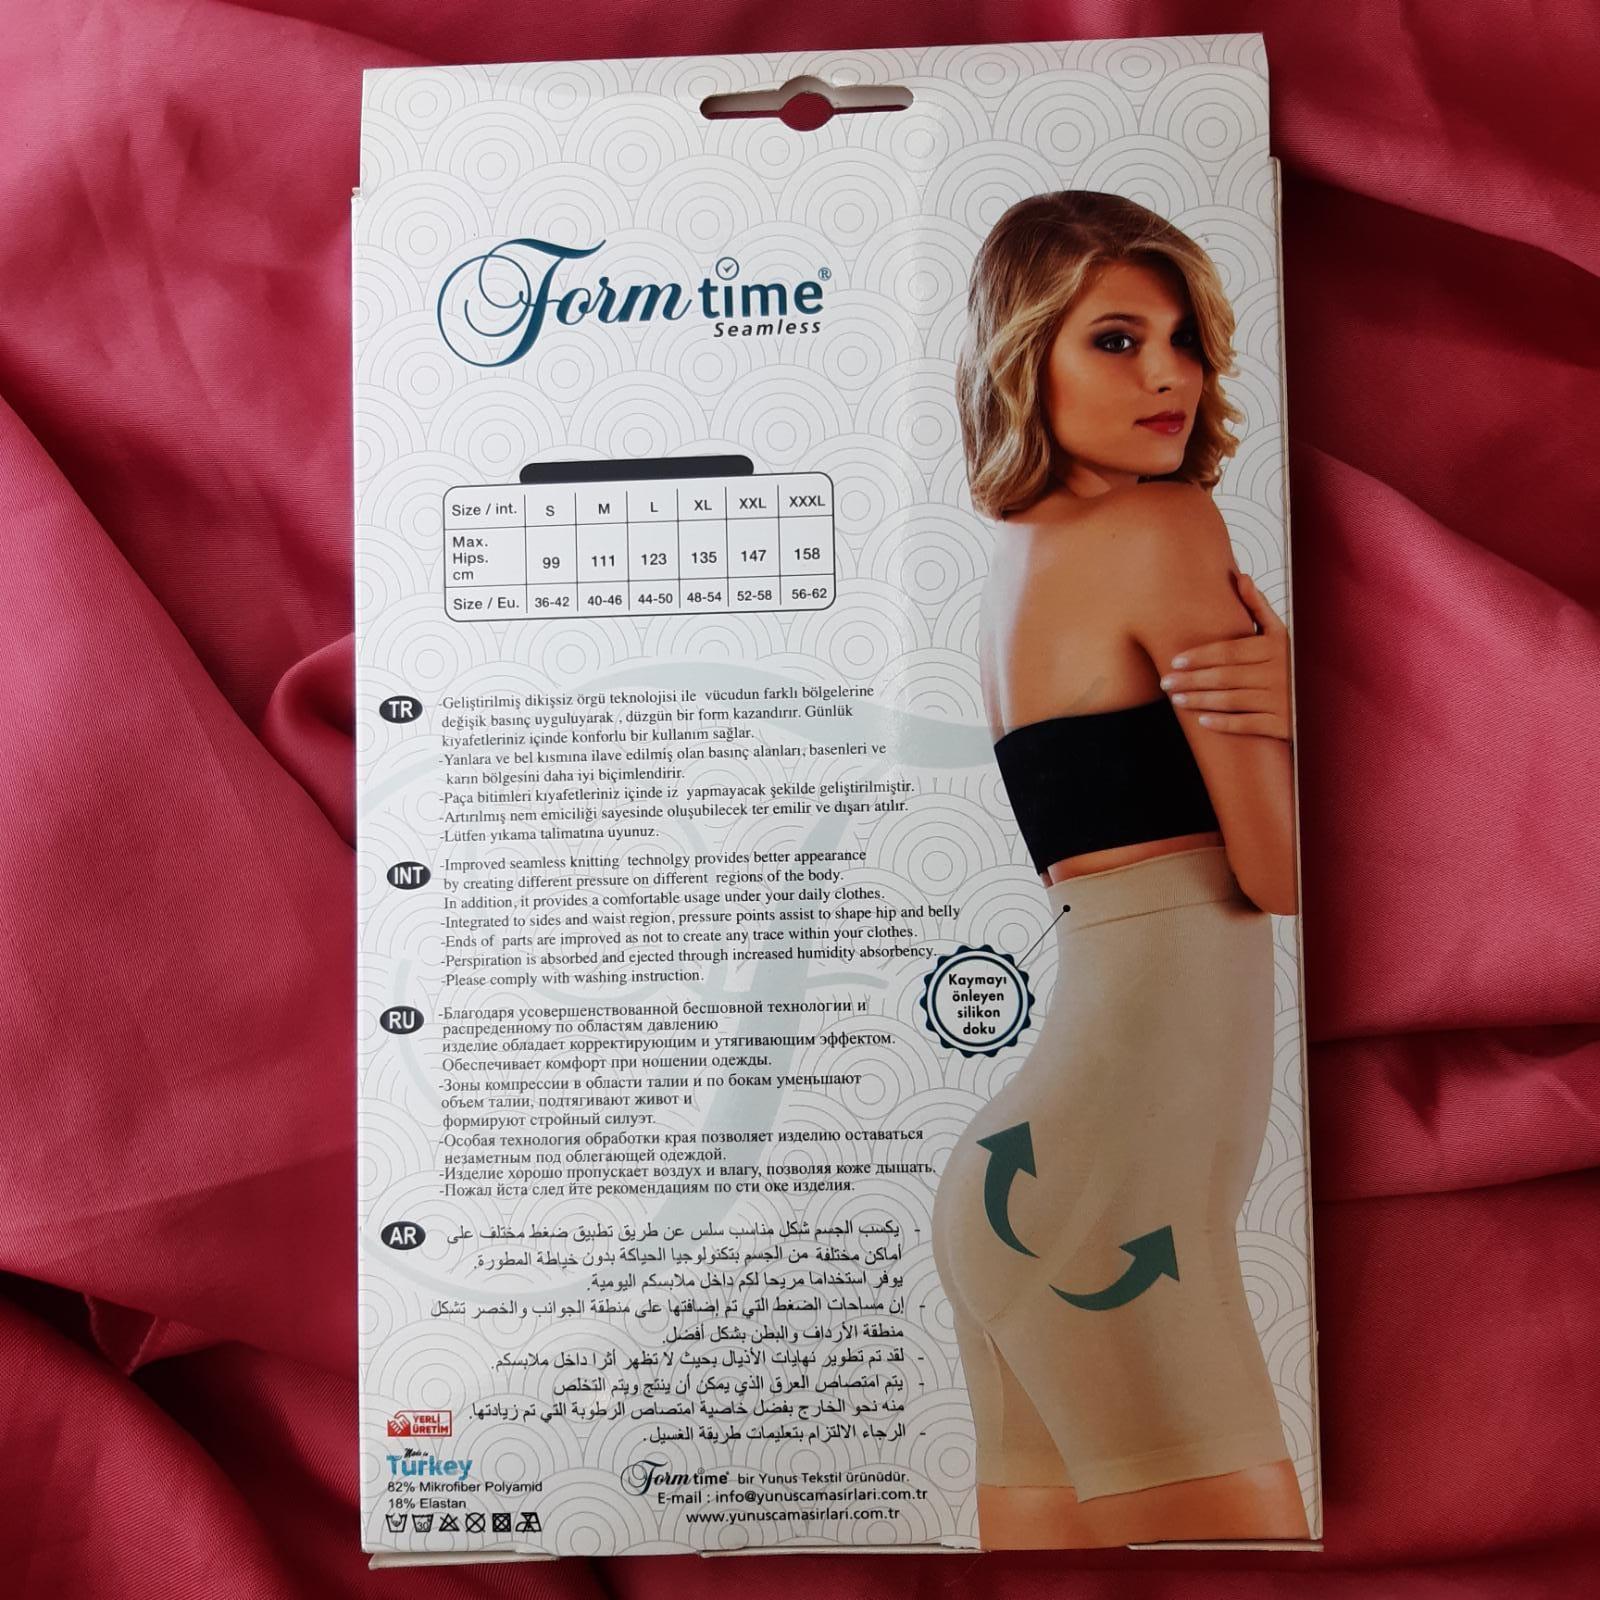 Form time®
Seamless
Size / int. S M L XL XXL XXXL
Max.
Hips.
cm 99 111 123 135 147 158
Size / Eu. 36-42 40-46 44-50 48-54 52-58 56-62
TR
-Geliştirilmiş dikişsiz örgü teknolojisi ile vücudun farklı bölgelerine
değişik basınç uyguluyarak , düzgün bir form kazandırır. Günlük
kıyafetleriniz içinde konforlu bir kullanım sağlar.
-Yanlara ve bel kısmına ilave edilmiş olan basınç alanları, basenleri ve
karın bölgesini daha iyi biçimlendirir.
-Paça bitimleri kıyafetleriniz içinde iz yapmayacak şekilde geliştirilmiştir.
-Artırılmış nem emiciliği sayesinde oluşubilecek ter emilir ve dışarı atılır.
-Lütfen yıkama talimatına uyunuz.
INT
-Improved seamless knitting technolgy provides better appearance
by creating different pressure on different regions of the body.
In addition, it provides a comfortable usage under your daily clothes.
-Integrated to sides and waist region, pressure points assist to shape hip and belly
-Ends of parts are improved as not to create any trace within your clothes.
-Perspiration is absorbed and ejected through increased humidity absorbency.
-Please comply with washing instruction.
Kaymayı
önleyen
silikon
doku
RU
-Благодаря усовершенствованной бесшовной технологии и
распреденному по областям давлению
изделие обладает корректирующим и утягивающим эффектом.
Обеспечивает комфорт при ношении одежды.
-Зоны компрессии в области талии и по бокам уменьшают
объем талии, подтягивают живот и
формируют стройный силуэт.
-Особая технология обработки края позволяет изделию оставаться
незаметным под облегающей одеждой.
-Изделие хорошо пропускает воздух и влагу, позволяя коже дышать.
-Пожал йста след йте рекомендациям по сти оке изделия.
AR
- يكسب الجسم شكل مناسب سلس عن طريق تطبيق ضغط مختلف على
أماكن مختلفة من الجسم بتكنولوجيا الحياكة بدون خياطة المطورة.
يوفر استخداما مريحا لكم داخل ملابسكم اليومية.
- إن مساحات الضغط التي تم إضافتها على منطقة الجوانب والخصر تشكل
منطقة الأرداف والبطن بشكل أفضل.
- لقد تم تطوير نهايات الأذيال بحيث لا تظهر أثرا داخل ملابسكم.
- يتم امتصاص العرق الذي يمكن أن ينتج ويتم التخلص
منه نحو الخارج بفضل خاصية امتصاص الرطوبة التي تم زيادتها.
- الرجاء الالتزام بتعليمات طريقة الغسيل.
YERLİ
ÜRETİM
Made in
Turkey
82% Mikrofiber Polyamid
18% Elastan
30
Form time® bir Yunus Tekstil ürünüdür.
E-mail : info@yunuscamasirlari.com.tr
www.yunuscamasirlari.com.tr